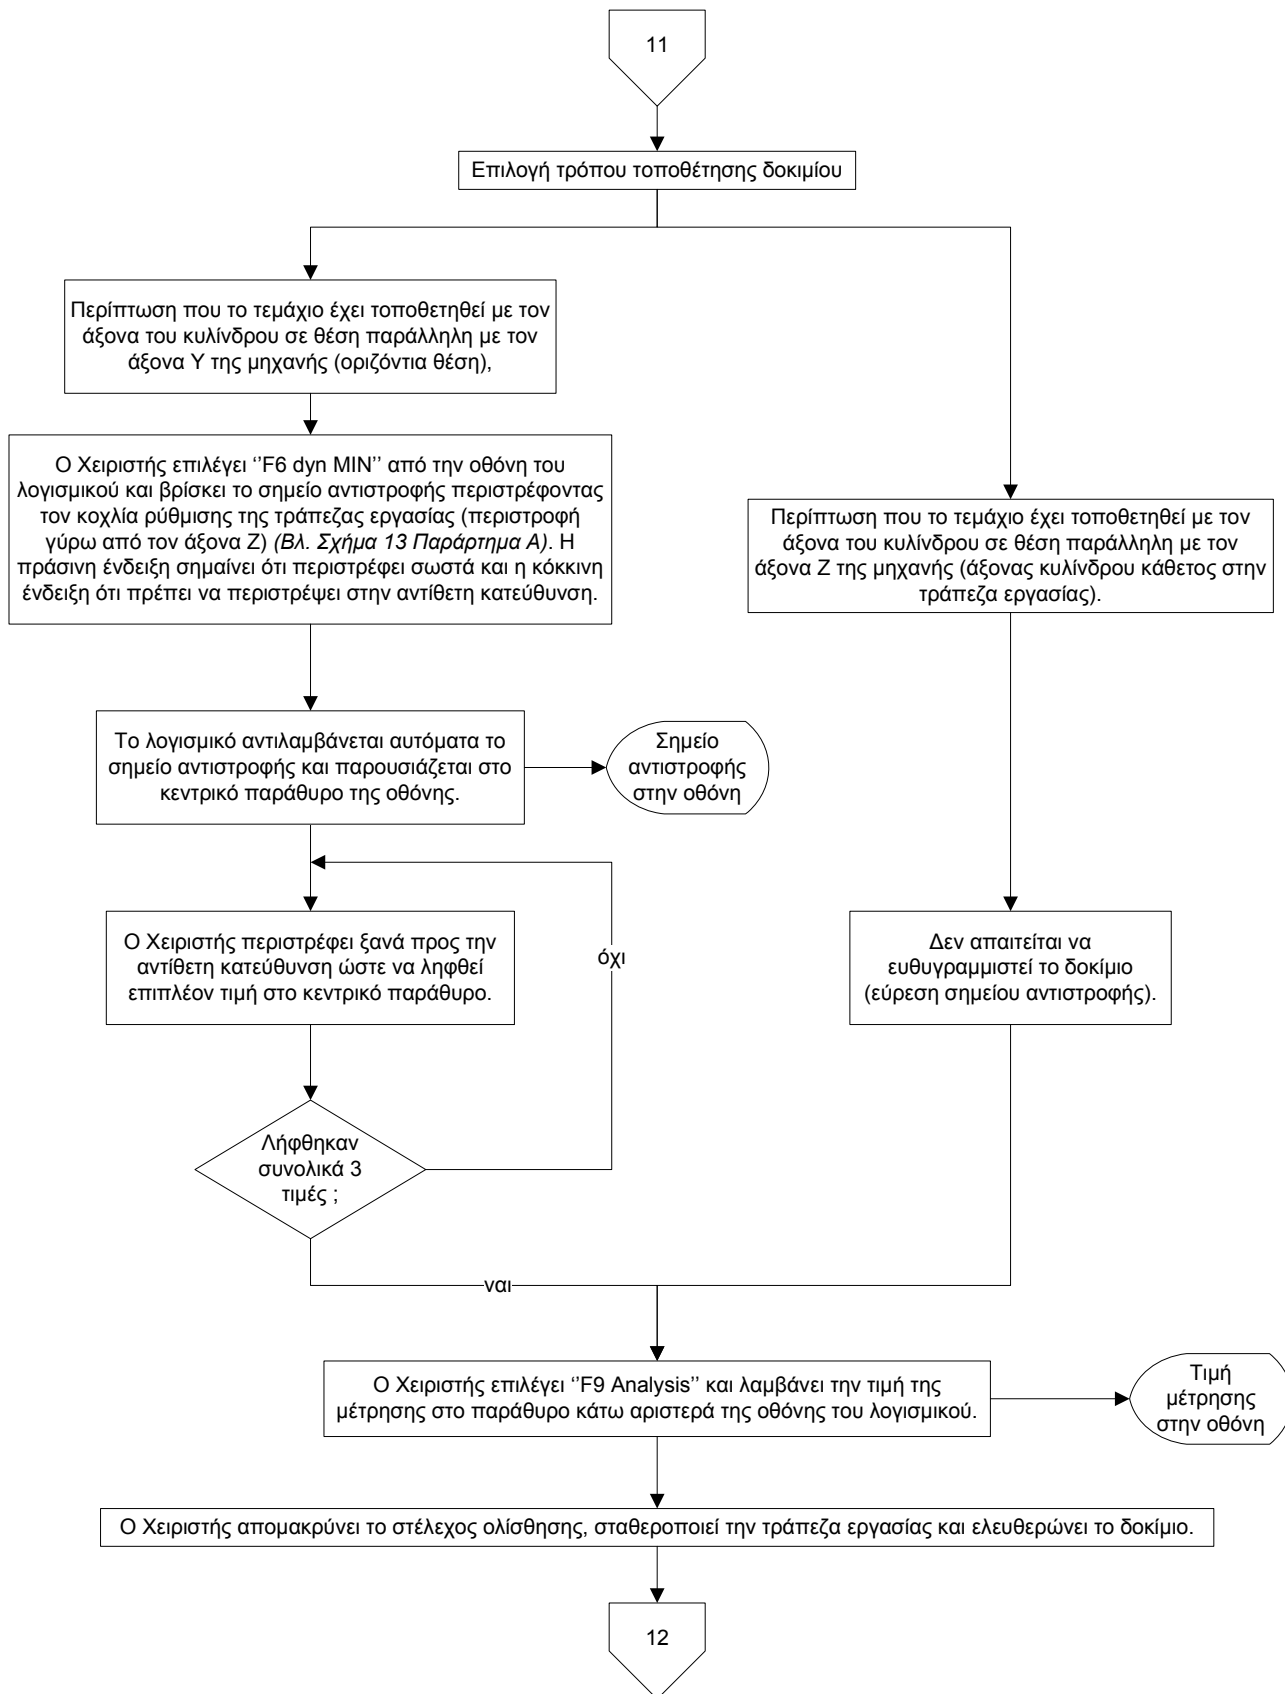 11
Επιλογή τρόπου τοποθέτησης δοκιμίου
Περίπτωση που το τεμάχιο έχει τοποθετηθεί με τον
άξονα του κυλίνδρου σε θέση παράλληλη με τον
άξονα Υ της μηχανής (οριζόντια θέση),
Ο Χειριστής επιλέγει ‘’F6 dyn MIN’’ από την οθόνη του
λογισμικού και βρίσκει το σημείο αντιστροφής περιστρέφοντας
τον κοχλία ρύθμισης της τράπεζας εργασίας (περιστροφή
γύρω από τον άξονα Ζ) (Βλ. Σχήμα 13 Παράρτημα Α). Η
πράσινη ένδειξη σημαίνει ότι περιστρέφει σωστά και η κόκκινη
ένδειξη ότι πρέπει να περιστρέψει στην αντίθετη κατεύθυνση.
Περίπτωση που το τεμάχιο έχει τοποθετηθεί με τον
άξονα του κυλίνδρου σε θέση παράλληλη με τον
άξονα Ζ της μηχανής (άξονας κυλίνδρου κάθετος στην
τράπεζα εργασίας).
Το λογισμικό αντιλαμβάνεται αυτόματα το
σημείο αντιστροφής και παρουσιάζεται στο
κεντρικό παράθυρο της οθόνης.
Σημείο
αντιστροφής
στην οθόνη
Ο Χειριστής περιστρέφει ξανά προς την
αντίθετη κατεύθυνση ώστε να ληφθεί
επιπλέον τιμή στο κεντρικό παράθυρο.
όχι
Δεν απαιτείται να
ευθυγραμμιστεί το δοκίμιο
(εύρεση σημείου αντιστροφής).
Λήφθηκαν
συνολικά 3
τιμές ;
ναι
Ο Χειριστής επιλέγει ‘’F9 Analysis’’ και λαμβάνει την τιμή της
μέτρησης στο παράθυρο κάτω αριστερά της οθόνης του λογισμικού.
Τιμή
μέτρησης
στην οθόνη
Ο Χειριστής απομακρύνει το στέλεχος ολίσθησης, σταθεροποιεί την τράπεζα εργασίας και ελευθερώνει το δοκίμιο.
12